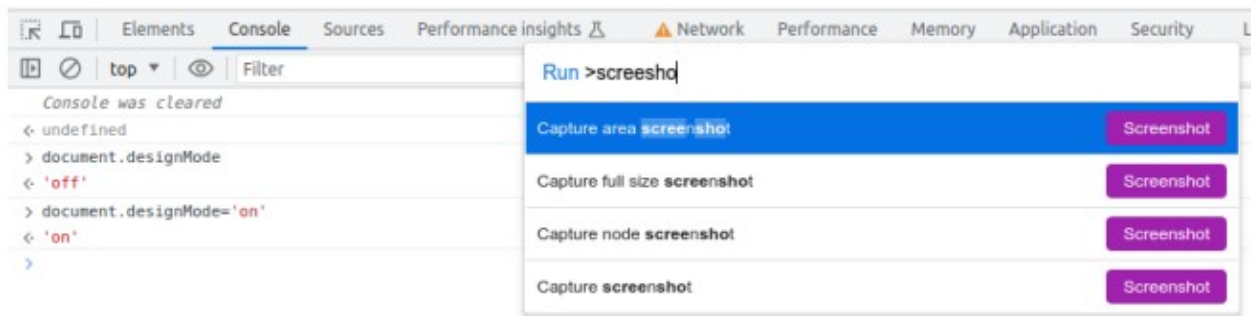 Elements Console Sources Performance insights Network Performance Memory Application Security
top Filter
Console was cleared
undefined
document.designMode
'off'
document.designMode='on'
'on'
Run >screesho
Capture area screenshot Screenshot
Capture full size screenshot Screenshot
Capture node screenshot Screenshot
Capture screenshot Screenshot